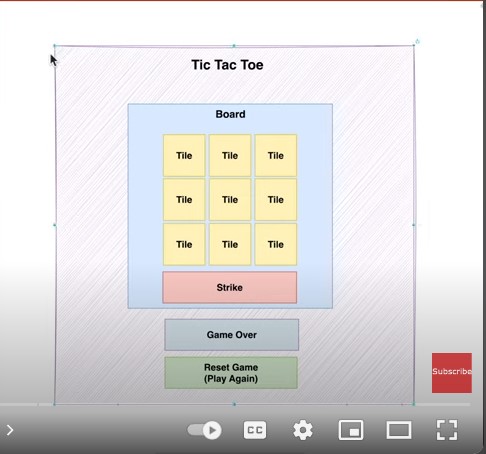 Tic Tac Toe
Board
Tile Tile Tile
Tile Tile Tile
Tile Tile Tile
Strike
Game Over
Reset Game
(Play Again)
Subscribe
CC